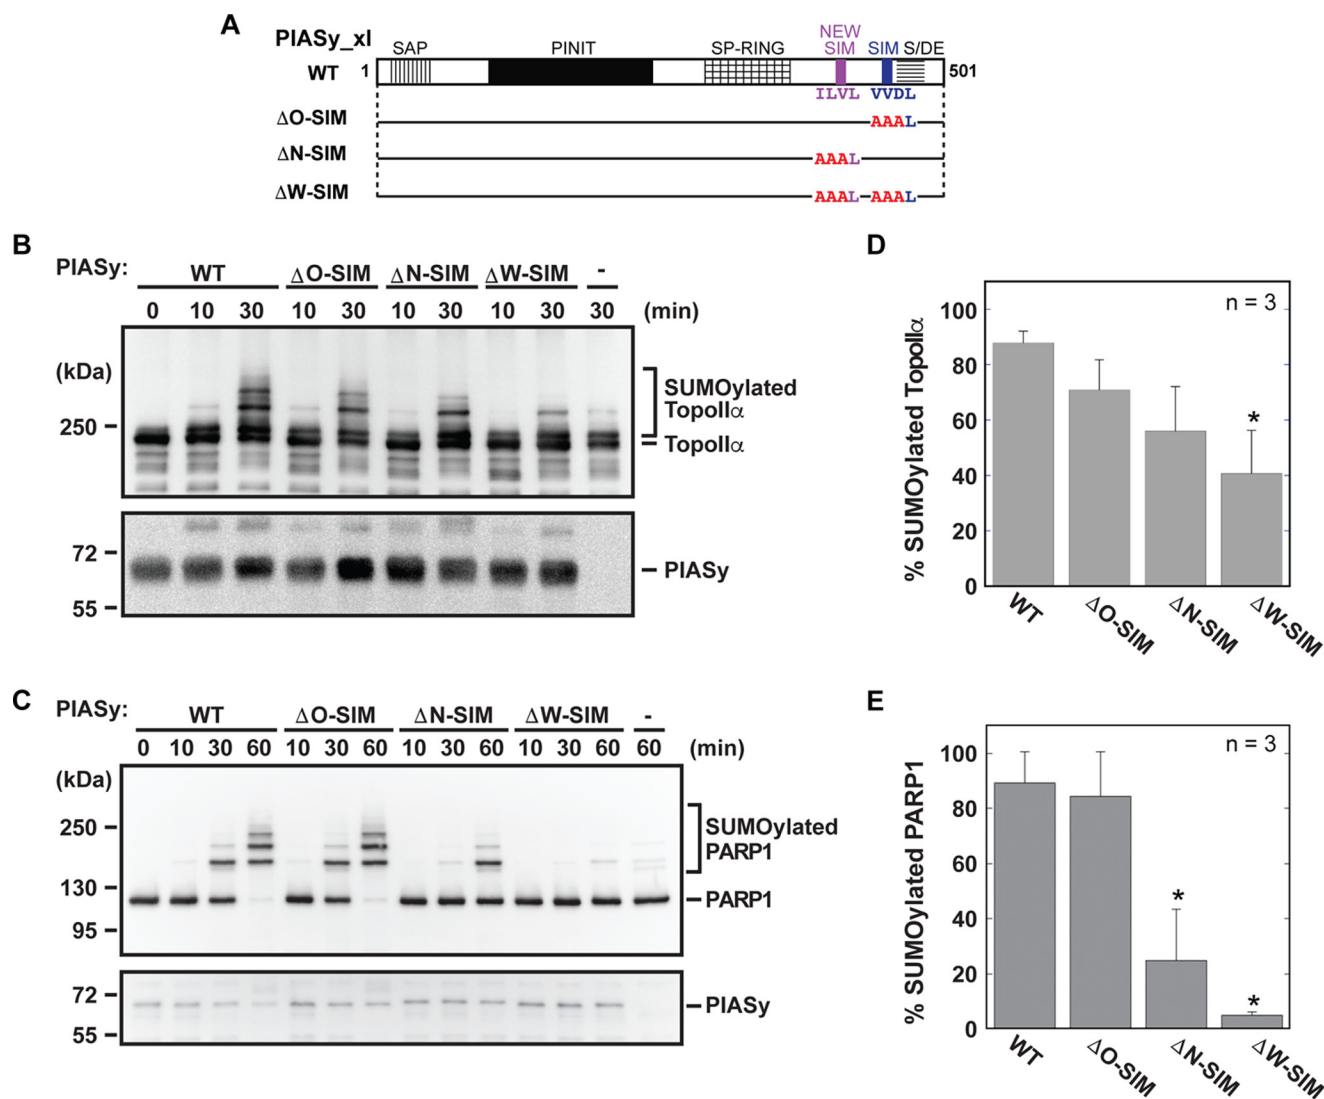 A
PIASy_xl
SAP
PINIT
SP-RING
NEW
SIM
SIM
S/DE
WT
1
501
ILVL
VVDL
ΔO-SIM
AAAL
ΔN-SIM
AAAL
ΔW-SIM
AAAL
AAAL
B
PIASy:
WT ΔO-SIM ΔN-SIM ΔW-SIM -
0 10 30 10 30 10 30 10 30 30 (min)
(kDa)
250
SUMOylated
TopoIIα
TopoIIα
72
55
PIASy
C
PIASy:
WT ΔO-SIM ΔN-SIM ΔW-SIM -
0 10 30 60 10 30 60 10 30 60 10 30 60 60 (min)
(kDa)
250
130
95
SUMOylated
PARP1
PARP1
72
55
PIASy
D
% SUMOylated TopoIIα
100
80
60
40
20
0
n = 3
*
WT
ΔO-SIM
ΔN-SIM
ΔW-SIM
E
% SUMOylated PARP1
100
80
60
40
20
0
n = 3
*
*
WT
ΔO-SIM
ΔN-SIM
ΔW-SIM